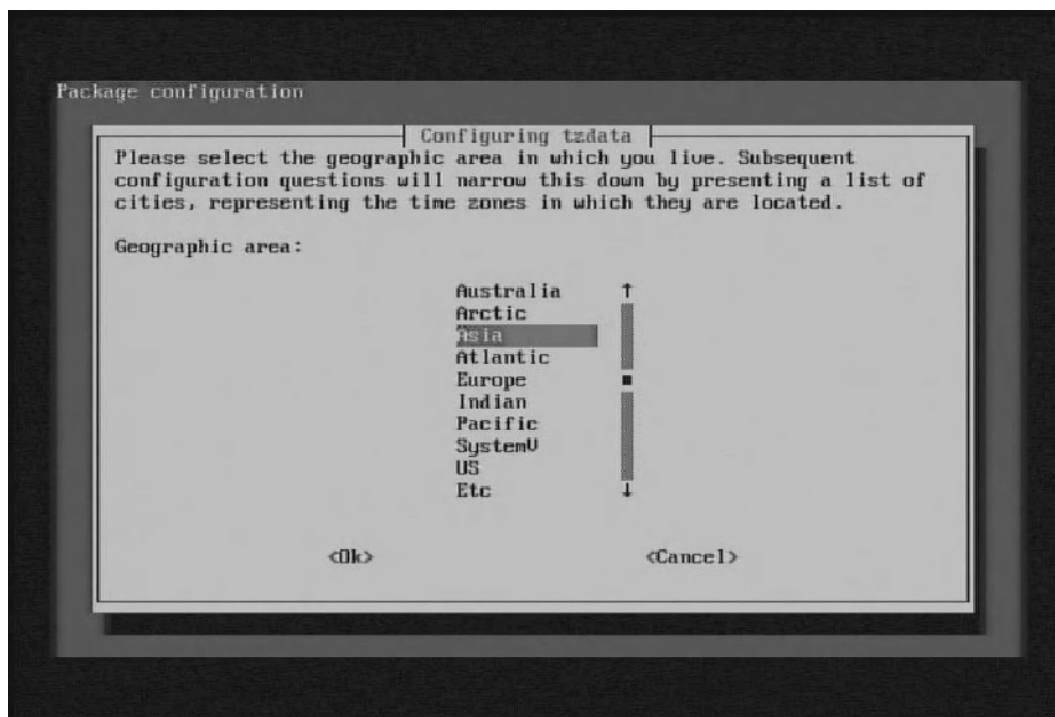 Package configuration
Configuring tzdata
Please select the geographic area in which you live. Subsequent
configuration questions will narrow this down by presenting a list of
cities, representing the time zones in which they are located.
Geographic area:
Australia ↑
Arctic
Asia
Atlantic
Europe
Indian
Pacific
SystemV
US
Etc ↓
<Ok> <Cancel>